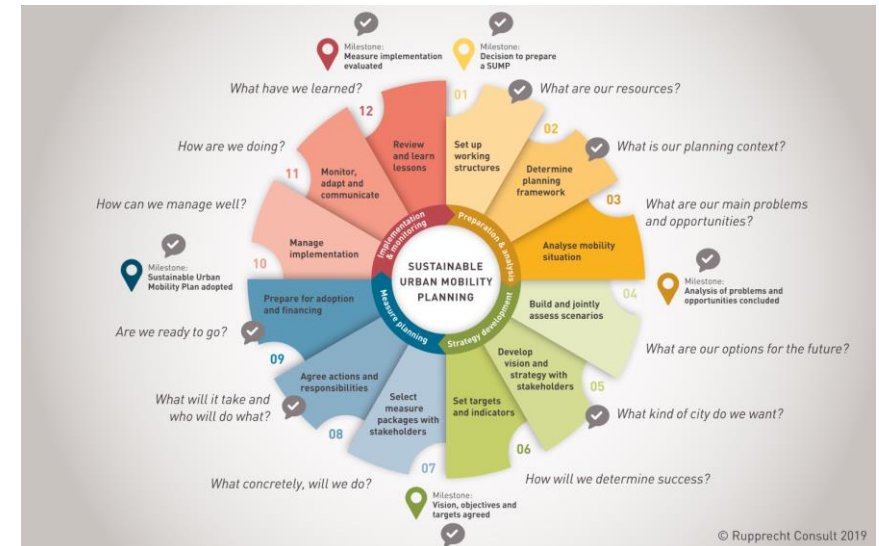 Milestone:
Measure implementation
evaluated
Milestone:
Decision to prepare
a SUMP
What have we learned?
12
01
What are our resources?
Review
and learn
lessons
Set up
working
structures
How are we doing?
11
02
What is our planning context?
Monitor,
adapt and
communicate
Determine
planning
framework
03
What are our main problems
and opportunities?
How can we manage well?
10
Manage
implementation
Analyse mobility
situation
Implementation
& monitoring
Preparation & analysis
SUSTAINABLE
URBAN MOBILITY
PLANNING
Measure planning
Strategy development
Milestone:
Sustainable Urban
Mobility Plan adopted
Milestone:
Analysis of problems and
opportunities concluded
Prepare for adoption
and financing
Build and jointly
assess scenarios
04
What are our options for the future?
Are we ready to go?
09
Agree actions and
responsibilities
Develop
vision and
strategy with
stakeholders
05
What kind of city do we want?
What will it take and
who will do what?
08
Select
measure
packages with
stakeholders
Set targets
and indicators
06
How will we determine success?
07
What concretely, will we do?
Milestone:
Vision, objectives and
targets agreed
© Rupprecht Consult 2019